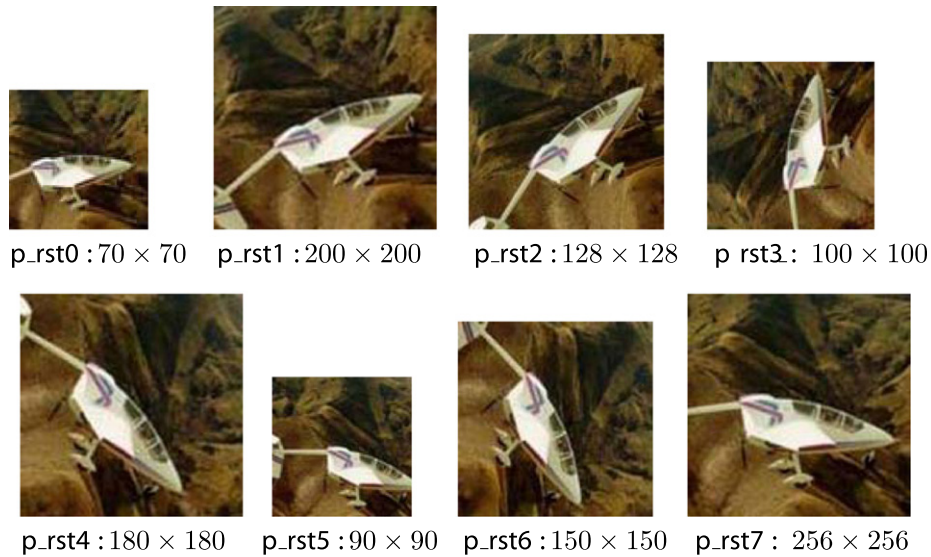 p_rst0 : 70 × 70
p_rst1 : 200 × 200
p_rst2 : 128 × 128
p rst3_: 100 × 100
p_rst4 : 180 × 180
p_rst5 : 90 × 90
p_rst6 : 150 × 150
p_rst7 : 256 × 256